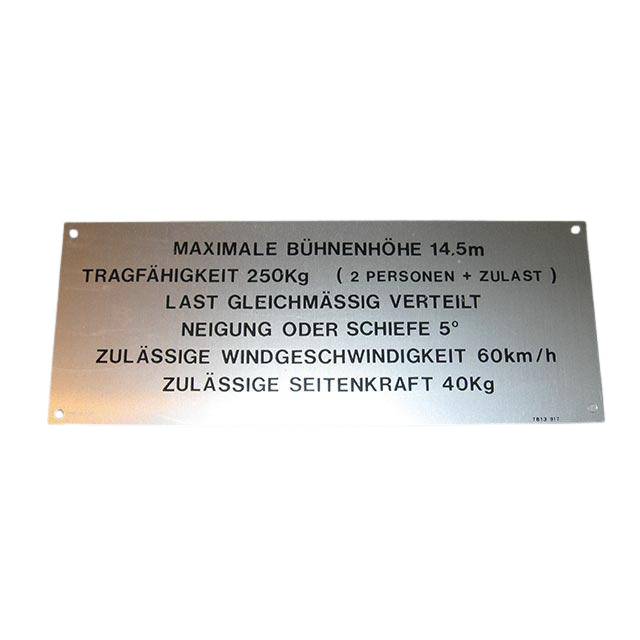 MAXIMALE BÜHNENHÖHE 14.5m
TRAGFÄHIGKEIT 250Kg ( 2 PERSONEN + ZULAST )
LAST GLEICHMÄSSIG VERTEILT
NEIGUNG ODER SCHIEFE 5°
ZULÄSSIGE WINDGESCHWINDIGKEIT 60km/h
ZULÄSSIGE SEITENKRAFT 40Kg